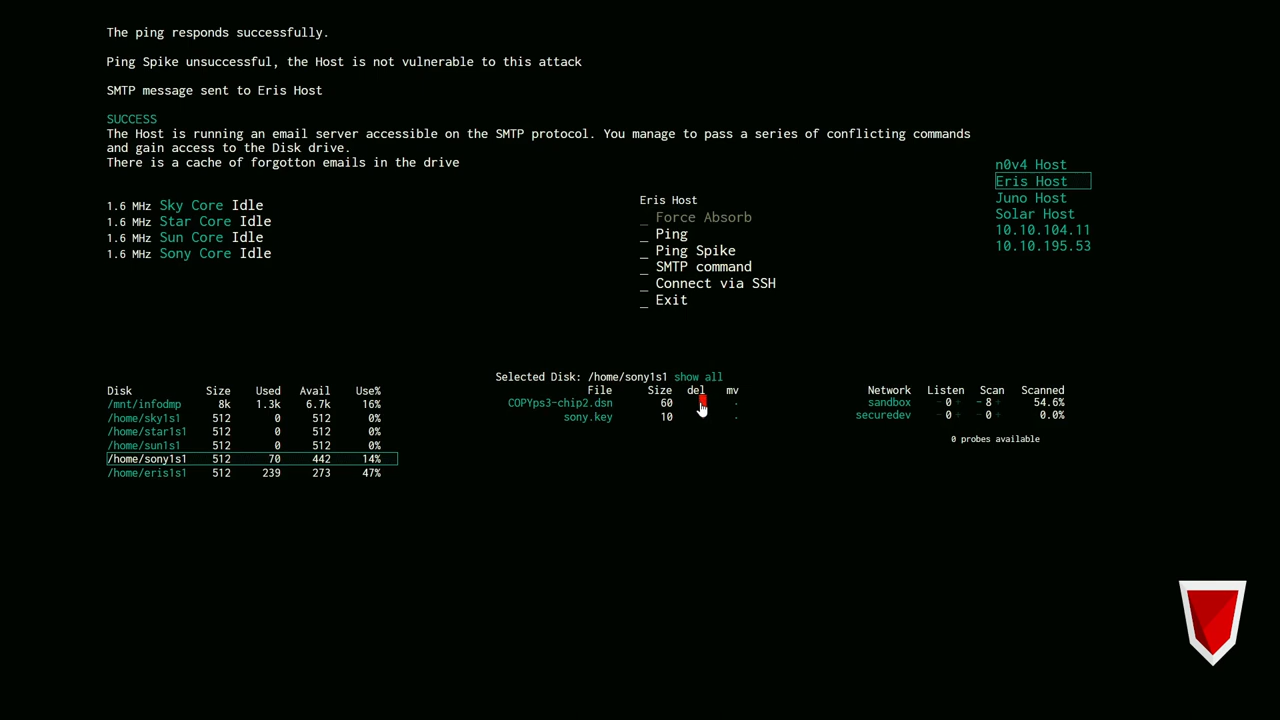 The ping responds successfully.
Ping Spike unsuccessful, the Host is not vulnerable to this attack
SMTP message sent to Eris Host
SUCCESS
The Host is running an email server accessible on the SMTP protocol. You manage to pass a series of conflicting commands
and gain access to the Disk drive.
There is a cache of forgotton emails in the drive
n0v4 Host
Eris Host
Juno Host
Solar Host
10.10.104.11
10.10.195.53
1.6 MHz Sky Core Idle
1.6 MHz Star Core Idle
1.6 MHz Sun Core Idle
1.6 MHz Sony Core Idle
Eris Host
_ Force Absorb
_ Ping
_ Ping Spike
_ SMTP command
_ Connect via SSH
_ Exit
Disk Size Used Avail Use%
/mnt/infodmp 8k 1.3k 6.7k 16%
/home/sky1s1 512 0 512 0%
/home/star1s1 512 0 512 0%
/home/sun1s1 512 0 512 0%
/home/sony1s1 512 70 442 14%
/home/eris1s1 512 239 273 47%
Selected Disk: /home/sony1s1 show all
File Size del mv
COPYps3-chip2.dsn 60 .
sony.key 10 .
Network Listen Scan Scanned
sandbox - 0 + - 8 + 54.6%
securedev - 0 + - 0 + 0.0%
0 probes available